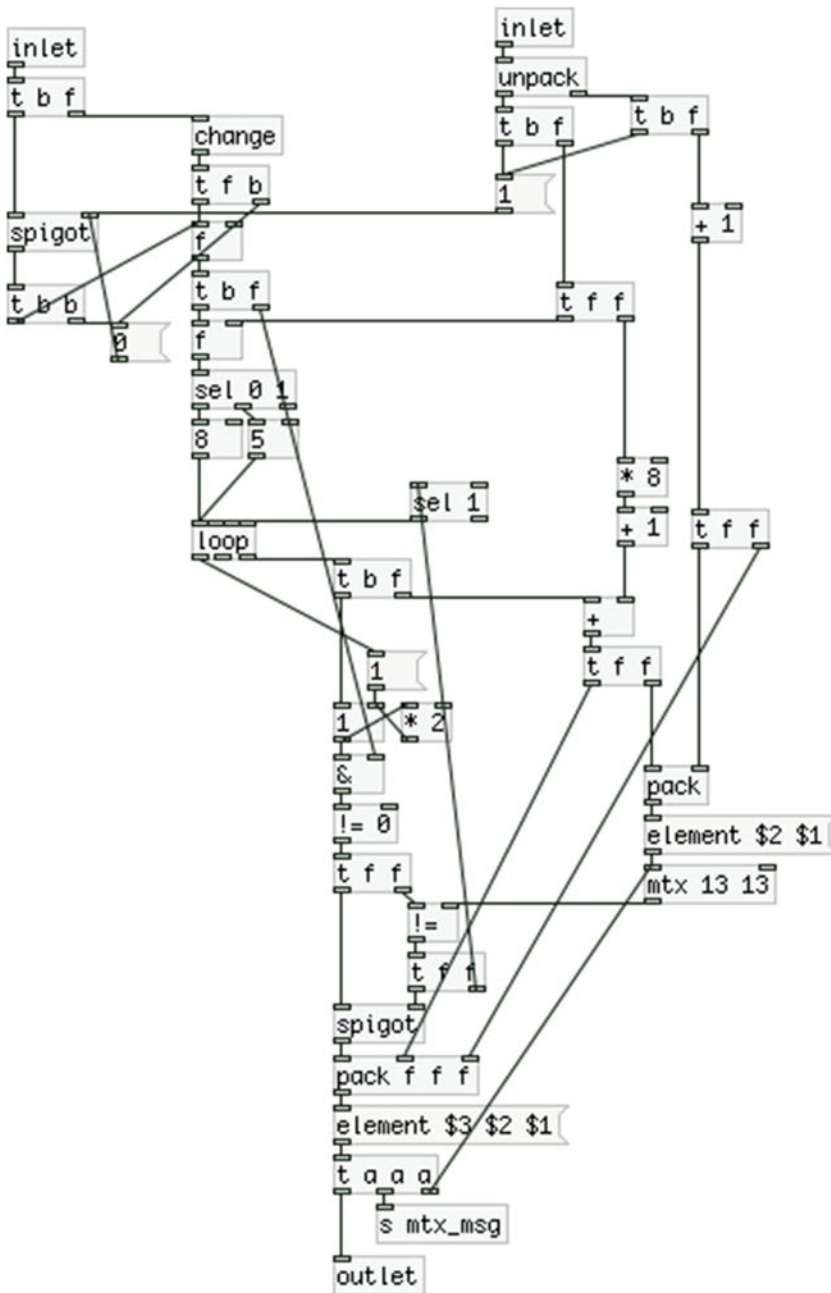 inlet
inlet
unpack
t b f
t b f
t b f
change
t f b
1
spigot
+ 1
f
t b b
t b f
t f f
0
f
sel 0 1
8
5
* 8
sel 1
+ 1
t f f
loop
t b f
+
1
t f f
1
* 2
&
pack
!= 0
element $2 $1
t f f
mtx 13 13
!=
t f f
spigot
pack f f f
element $3 $2 $1
t a a a
s mtx_msg
outlet